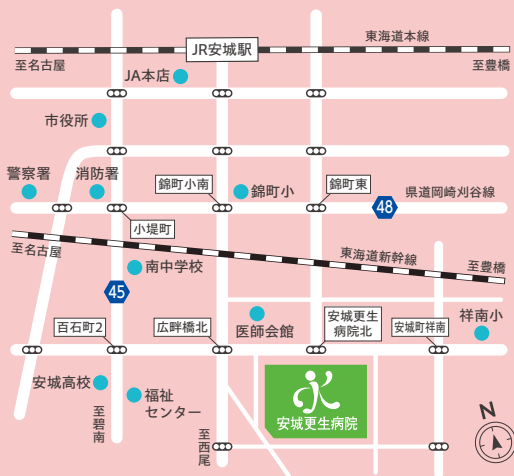 東海道本線
JR安城駅
至名古屋
至豊橋
JA本店
市役所
警察署
消防署
錦町小南
錦町小
錦町東
県道岡崎刈谷線
48
小堤町
至名古屋
東海道新幹線
至豊橋
南中学校
45
百石町2
広畔橋北
医師会館
安城更生
病院北
安城町祥南
祥南小
安城高校
福祉
センター
安城更生病院
至碧南
至西尾
N